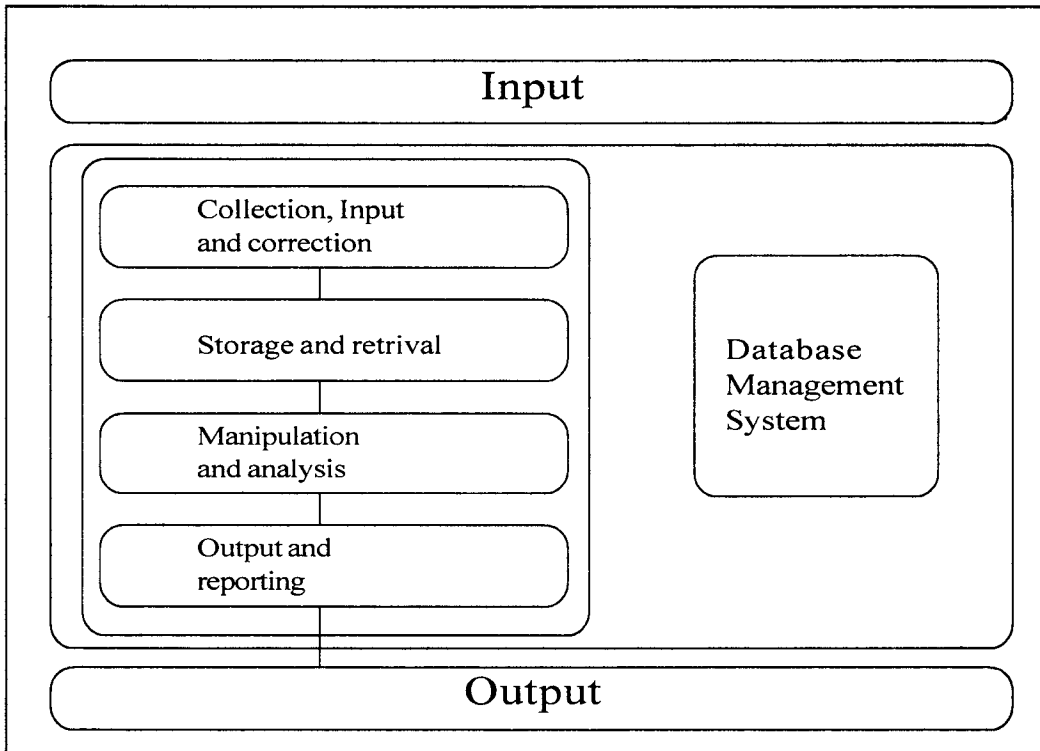 Input
Collection, Input
and correction
Storage and retrival
Manipulation
and analysis
Output and
reporting
Database
Management
System
Output